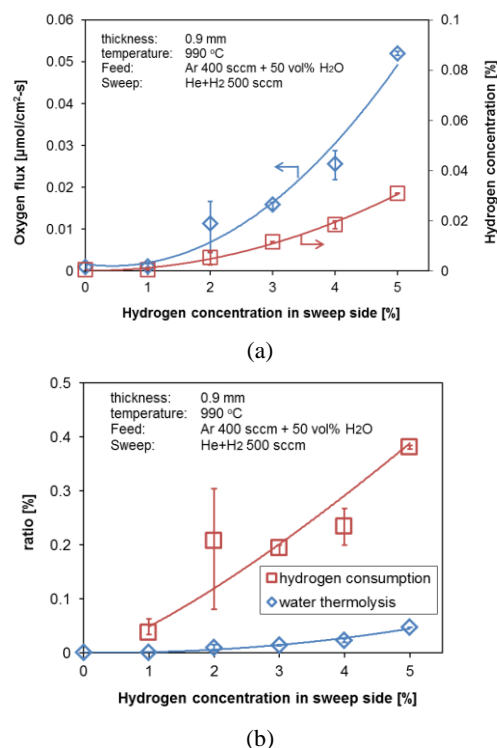 0.06
0.05
0.04
0.03
0.02
0.01
0
Oxygen flux [µmol/cm²-s]
thickness: 0.9 mm
temperature: 990 °C
Feed: Ar 400 sccm + 50 vol% H₂O
Sweep: He+H2 500 sccm
0.1
0.08
0.06
0.04
0.02
0
Hydrogen concentration [%]
0 1 2 3 4 5
Hydrogen concentration in sweep side [%]
(a)
0.5
0.4
0.3
0.2
0.1
0
ratio [%]
thickness: 0.9 mm
temperature: 990 °C
Feed: Ar 400 sccm + 50 vol% H₂O
Sweep: He+H2 500 sccm
hydrogen consumption
water thermolysis
0 1 2 3 4 5
Hydrogen concentration in sweep side [%]
(b)